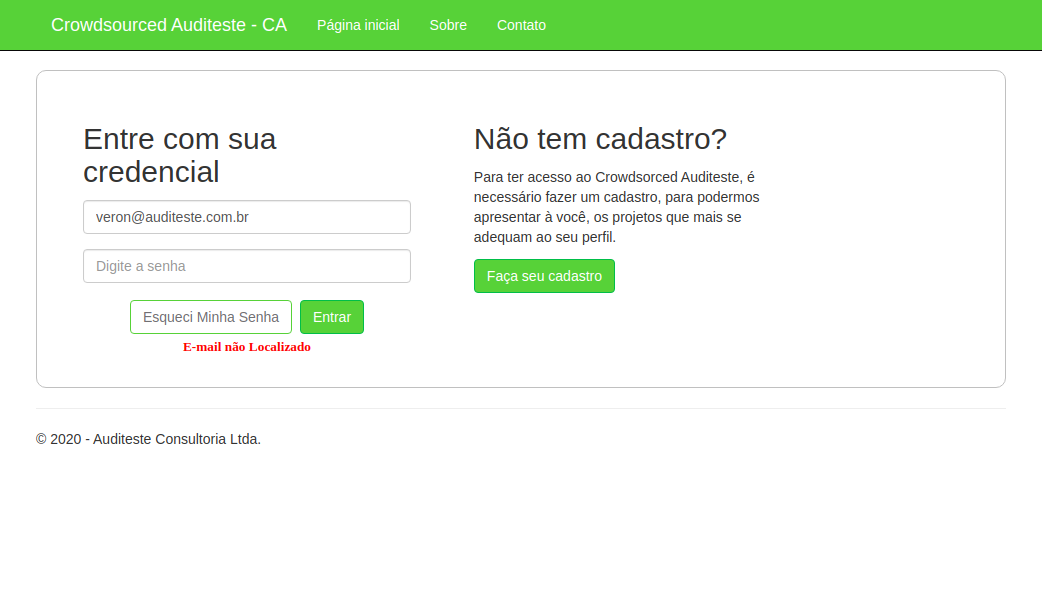 Crowdsourced Auditeste - CA Página inicial Sobre Contato
Entre com sua
credencial
veron@auditeste.com.br
Digite a senha
Esqueci Minha Senha Entrar
E-mail não Localizado
Não tem cadastro?
Para ter acesso ao Crowdsorced Auditeste, é
necessário fazer um cadastro, para podermos
apresentar à você, os projetos que mais se
adequam ao seu perfil.
Faça seu cadastro
© 2020 - Auditeste Consultoria Ltda.